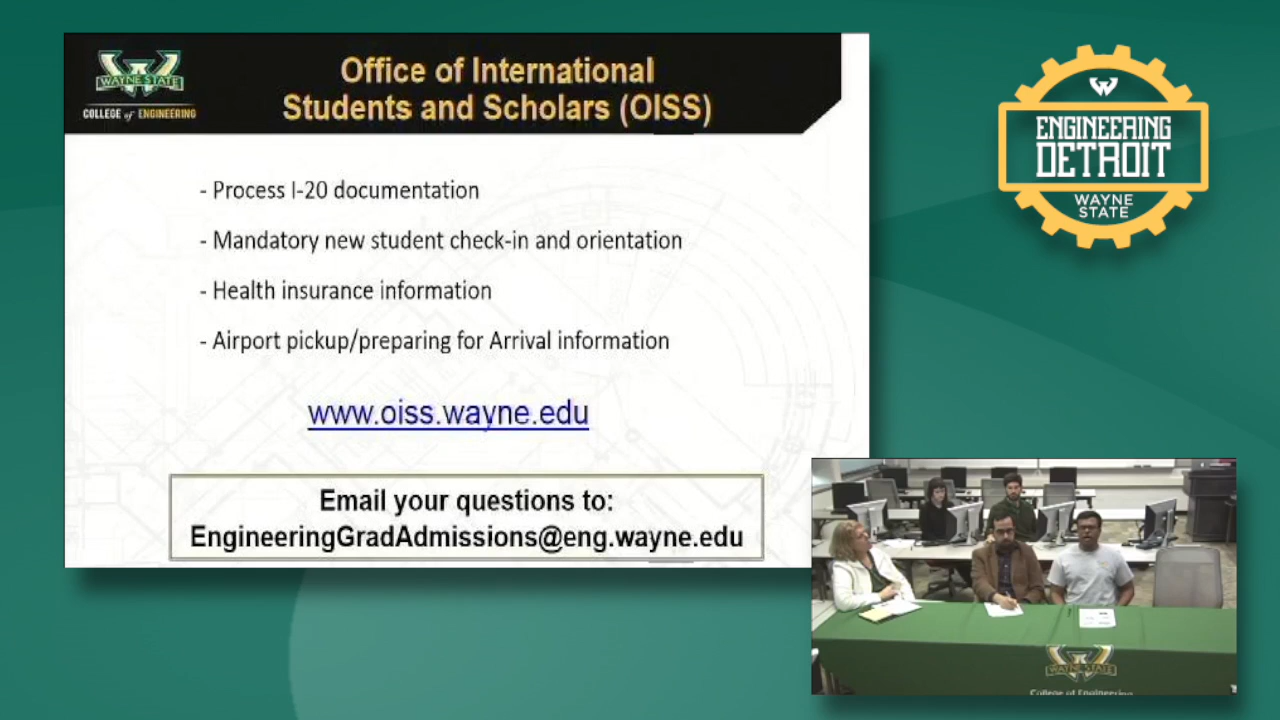 WAYNE STATE
COLLEGE of ENGINEERING
Office of International
Students and Scholars (OISS)
- Process I-20 documentation
- Mandatory new student check-in and orientation
- Health insurance information
- Airport pickup/preparing for Arrival information
www.oiss.wayne.edu
Email your questions to:
EngineeringGradAdmissions@eng.wayne.edu
W
ENGINEERING
DETROIT
WAYNE
STATE
WAYNE STATE
College of Engineering